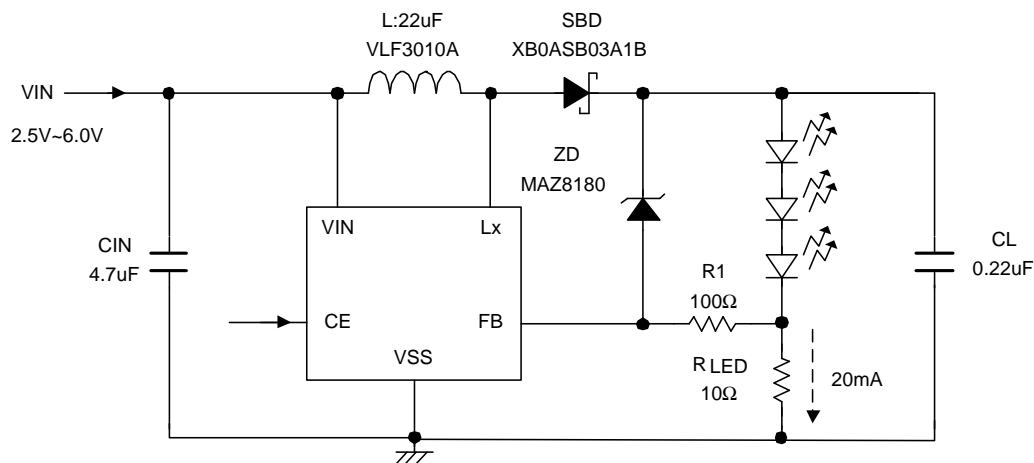 L:22uF
VLF3010A
SBD
XB0ASB03A1B
VIN
2.5V~6.0V
ZD
MAZ8180
VIN
Lx
CIN
4.7uF
CL
0.22uF
R1
100Ω
CE
FB
VSS
R LED
10Ω
20mA